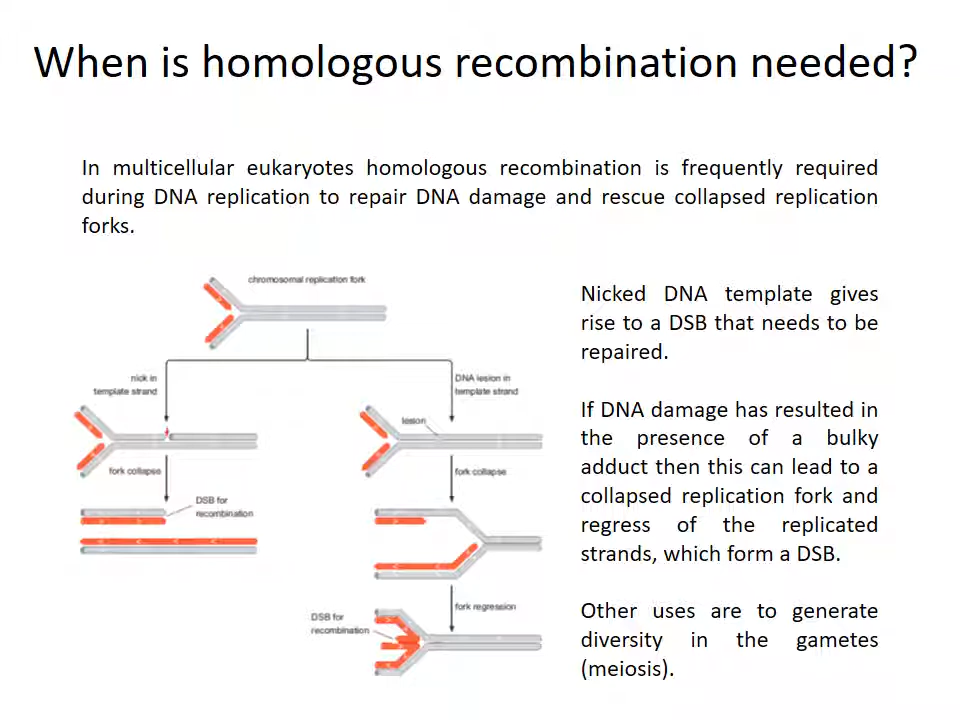 When is homologous recombination needed?
In multicellular eukaryotes homologous recombination is frequently required
during DNA replication to repair DNA damage and rescue collapsed replication
forks.
chromosomal replication fork
nick in
template strand
DNA lesion in
template strand
lesion
fork collapse
fork collapse
DSB for
recombination
fork regression
DSB for
recombination
Nicked DNA template gives
rise to a DSB that needs to be
repaired.
If DNA damage has resulted in
the presence of a bulky
adduct then this can lead to a
collapsed replication fork and
regress of the replicated
strands, which form a DSB.
Other uses are to generate
diversity in the gametes
(meiosis).